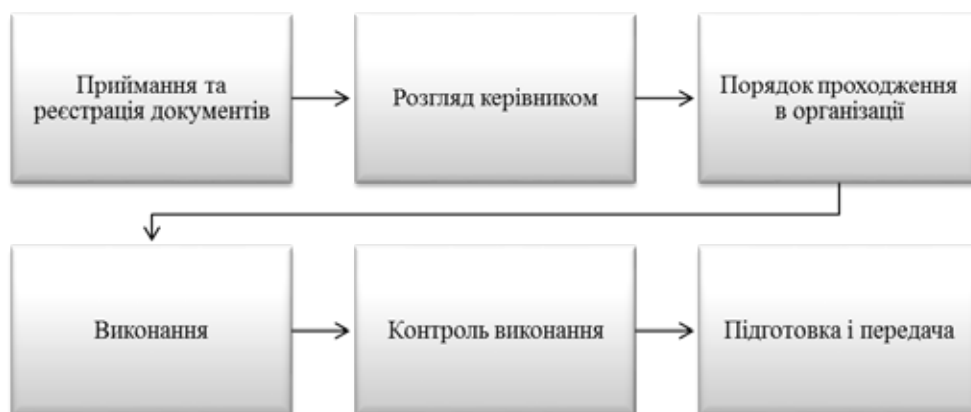 Приймання та
реєстрація документів
Розгляд керівником
Порядок проходження
в організації
Виконання
Контроль виконання
Підготовка і передача